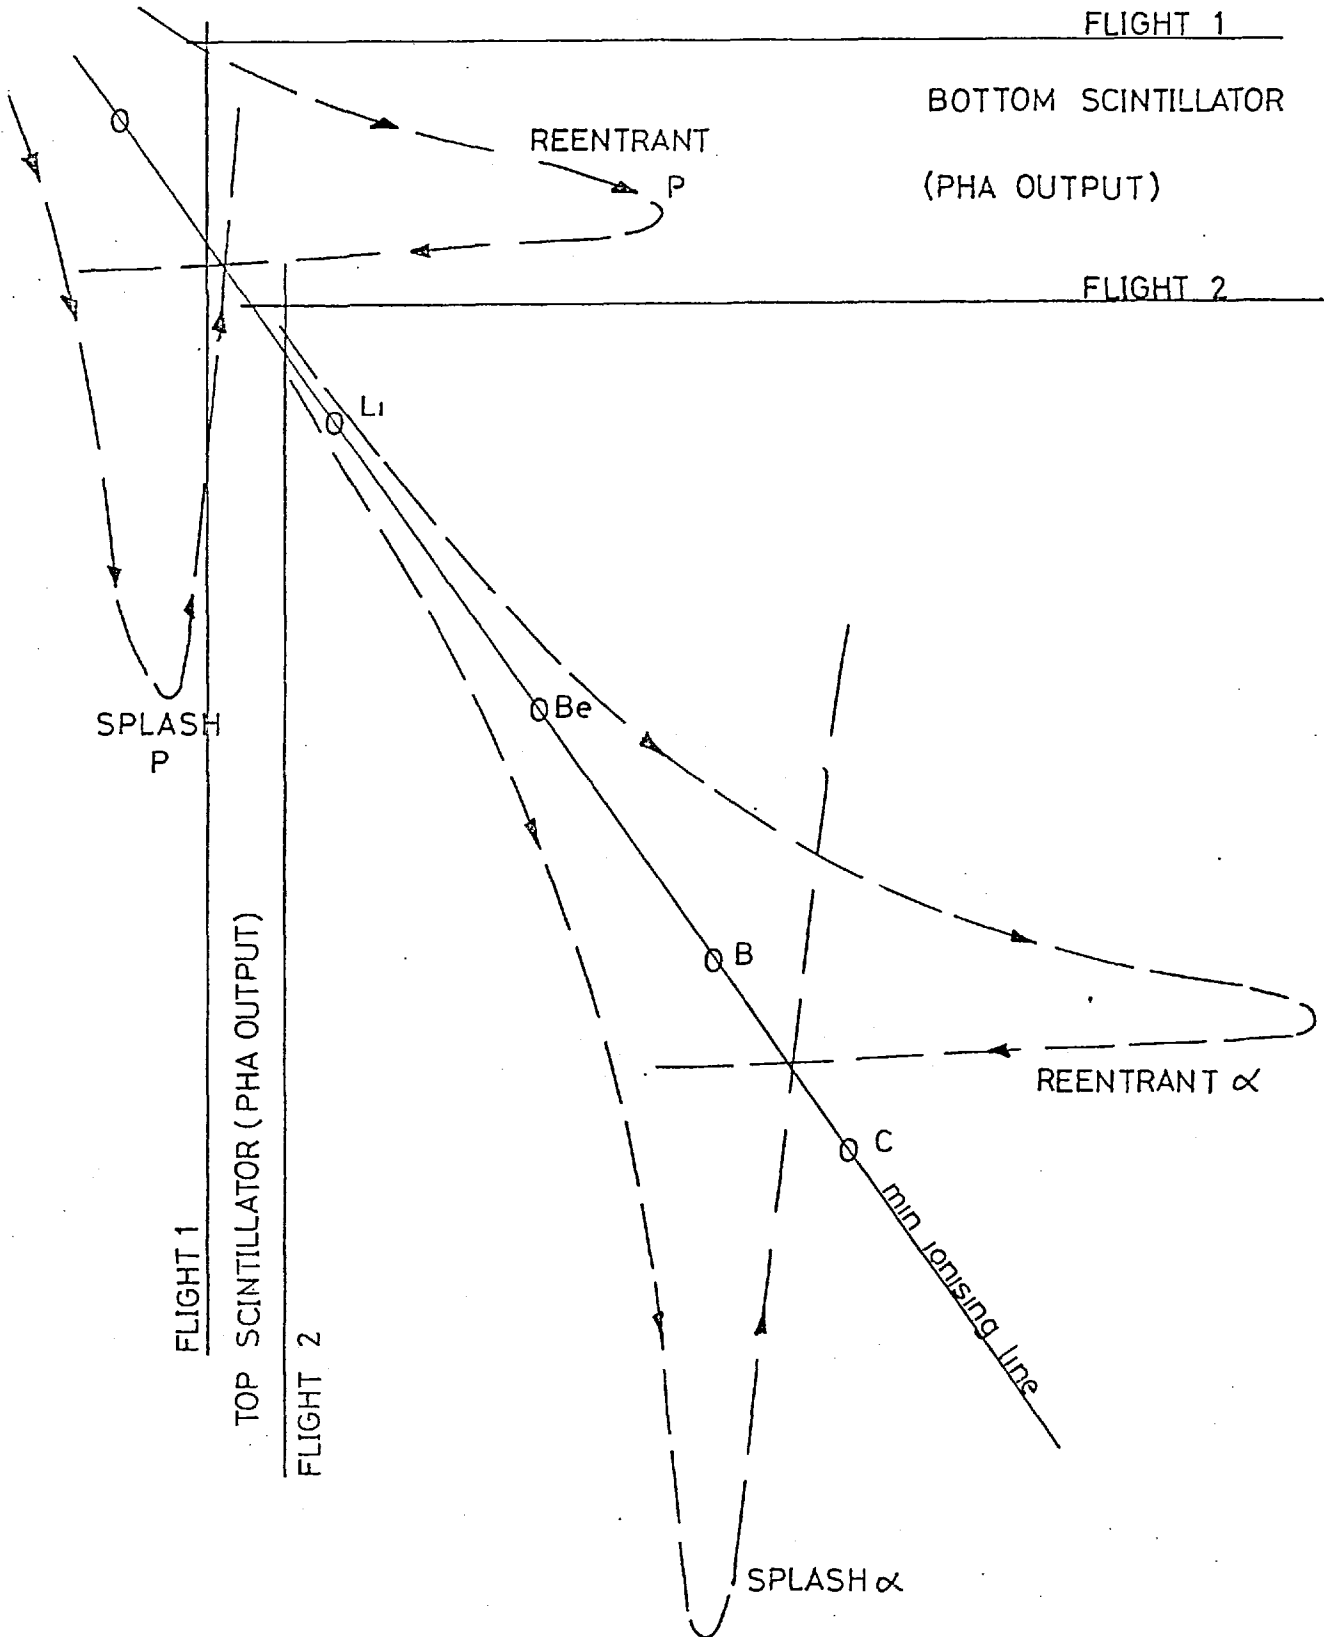 FLIGHT 1
BOTTOM SCINTILLATOR
(PHA OUTPUT)
REENTRANT
P
FLIGHT 2
Li
Be
SPLASH
P
B
REENTRANT α
C
min ionising line
FLIGHT 1
TOP SCINTILLATOR (PHA OUTPUT)
FLIGHT 2
SPLASH α